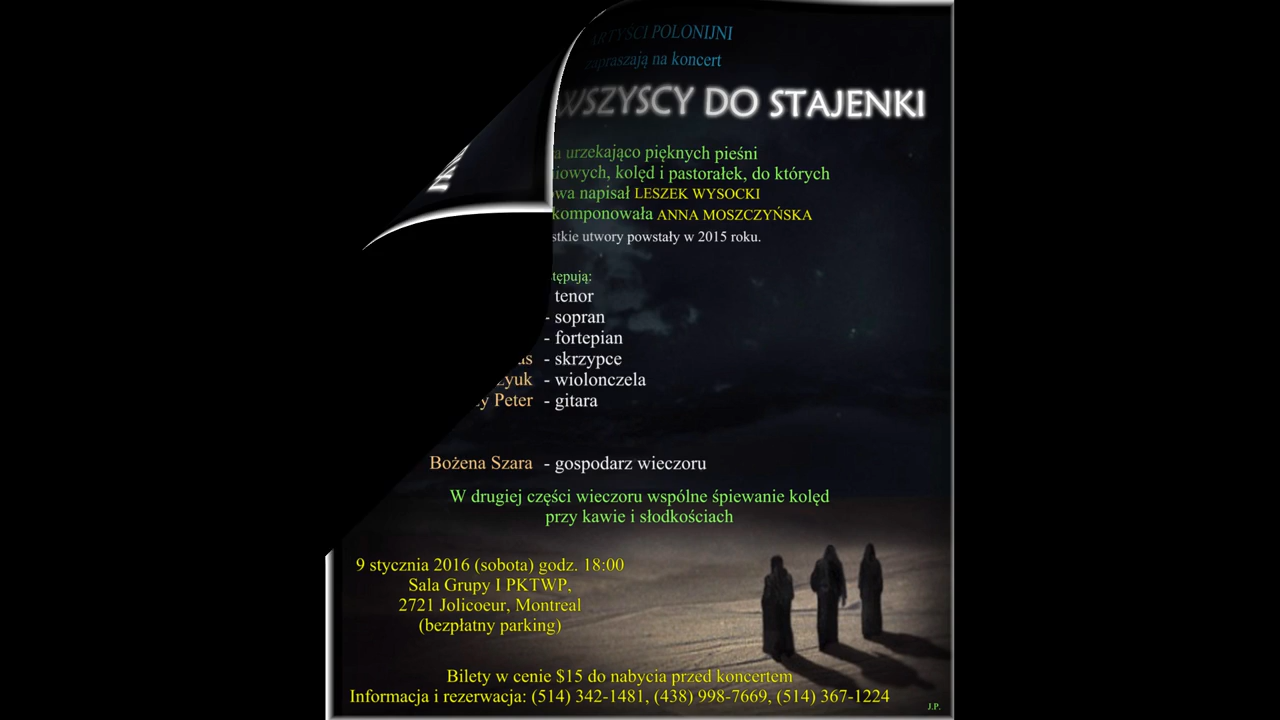 ARTYŚCI POLONIJNI
zapraszają na koncert
WSZYSCY DO STAJENKI
urzekająco pięknych pieśni
kolęd i pastorałek, do których
napisał LESZEK WYSOCKI
komponowała ANNA MOSZCZYŃSKA
utwory powstały w 2015 roku.
tenor
- sopran
- fortepian
- skrzypce
- wiolonczela
Peter - gitara
Bożena Szara - gospodarz wieczoru
W drugiej części wieczoru wspólne śpiewanie kolęd
przy kawie i słodkościach
9 stycznia 2016 (sobota) godz. 18:00
Sala Grupy I PKTWP,
2721 Jolicoeur, Montreal
(bezpłatny parking)
Bilety w cenie $15 do nabycia przed koncertem
Informacja i rezerwacja: (514) 342-1481, (438) 998-7669, (514) 367-1224
J.P.